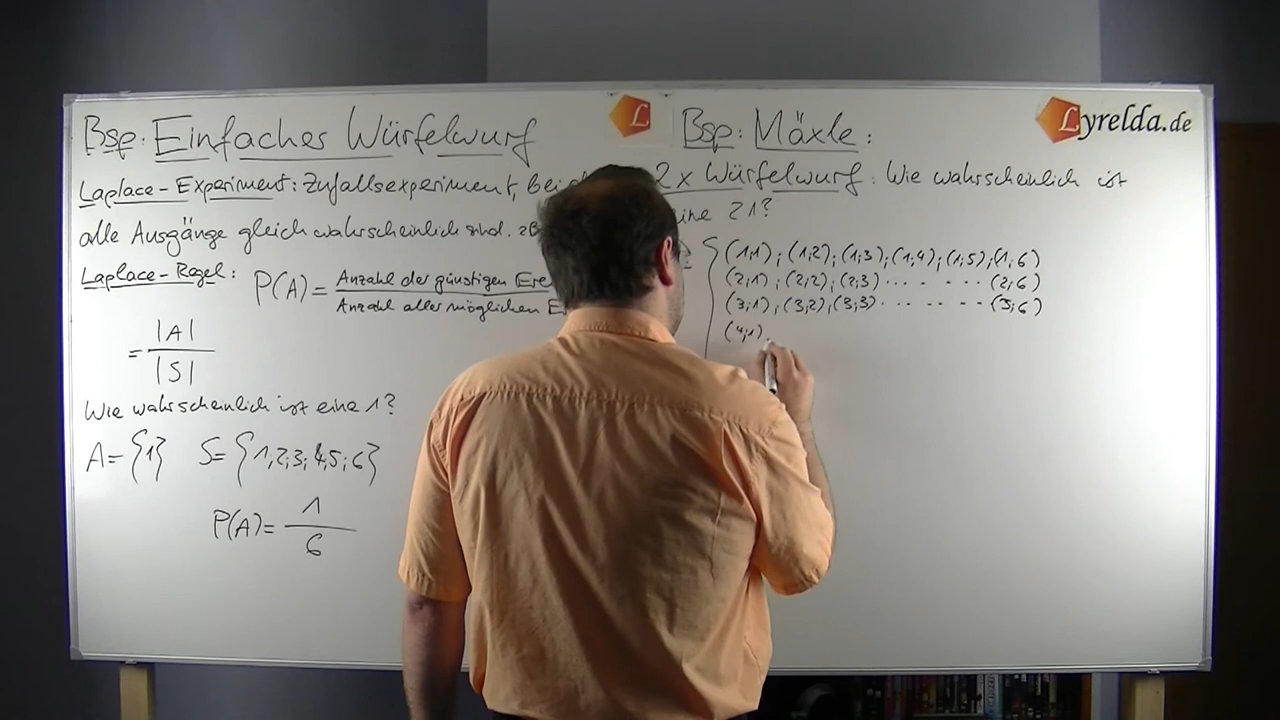 Bsp: Einfacher Würfelwurf
Laplace-Experiment: Zufallsexperiment, bei
alle Ausgänge gleich wahrscheinlich sind. zB
Laplace-Regel: P(A) = Anzahl der günstigen
Anzahl aller möglichen
= |A|
|S|
Wie wahrscheinlich ist eine 1?
A = {1} S = {1;2;3;4;5;6}
P(A) = 1
6
L
Lyrelda.de
Bsp: Mäxle:
2x Würfelwurf: Wie wahrscheinlich ist
eine 21?
{ (1;1); (1;2); (1;3); (1;4); (1;5); (1;6)
(2;1); (2;2); (2;3) ... ... (2;6)
(3;1); (3;2); (3;3) ... ... (3;6)
(4;1)